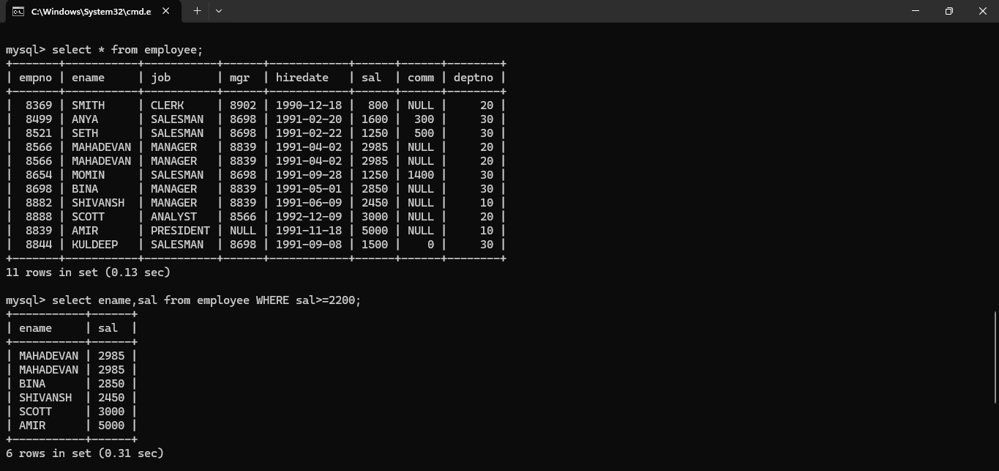 C:\Windows\System32\cmd.e
mysql> select * from employee;
+-------+-----------+-----------+------+------------+------+------+--------+
| empno | ename     | job       | mgr  | hiredate   | sal  | comm | deptno |
+-------+-----------+-----------+------+------------+------+------+--------+
|  8369 | SMITH     | CLERK     | 8902 | 1990-12-18 |  800 | NULL |     20 |
|  8499 | ANYA      | SALESMAN  | 8698 | 1991-02-20 | 1600 |  300 |     30 |
|  8521 | SETH      | SALESMAN  | 8698 | 1991-02-22 | 1250 |  500 |     30 |
|  8566 | MAHADEVAN | MANAGER   | 8839 | 1991-04-02 | 2985 | NULL |     20 |
|  8566 | MAHADEVAN | MANAGER   | 8839 | 1991-04-02 | 2985 | NULL |     20 |
|  8654 | MOMIN     | SALESMAN  | 8698 | 1991-09-28 | 1250 | 1400 |     30 |
|  8698 | BINA      | MANAGER   | 8839 | 1991-05-01 | 2850 | NULL |     30 |
|  8882 | SHIVANSH  | MANAGER   | 8839 | 1991-06-09 | 2450 | NULL |     10 |
|  8888 | SCOTT     | ANALYST   | 8566 | 1992-12-09 | 3000 | NULL |     20 |
|  8839 | AMIR      | PRESIDENT | NULL | 1991-11-18 | 5000 | NULL |     10 |
|  8844 | KULDEEP   | SALESMAN  | 8698 | 1991-09-08 | 1500 |    0 |     30 |
+-------+-----------+-----------+------+------------+------+------+--------+
11 rows in set (0.13 sec)
mysql> select ename,sal from employee WHERE sal>=2200;
+-----------+------+
| ename     | sal  |
+-----------+------+
| MAHADEVAN | 2985 |
| MAHADEVAN | 2985 |
| BINA      | 2850 |
| SHIVANSH  | 2450 |
| SCOTT     | 3000 |
| AMIR      | 5000 |
+-----------+------+
6 rows in set (0.31 sec)